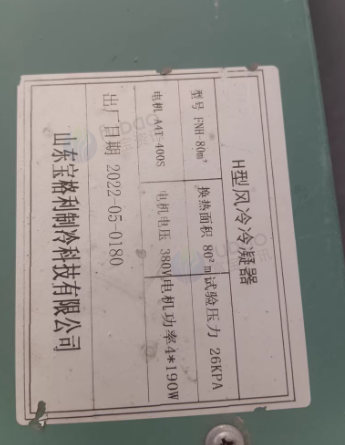 H型风冷冷凝器
型号 FNH-80m² 换热面积 80²m 试验压力 26KPA
电机 A4T-400S 电机电压 380V 电机功率 4*190W
出厂日期 2022-05-0180
山东宝格利制冷科技有限公司